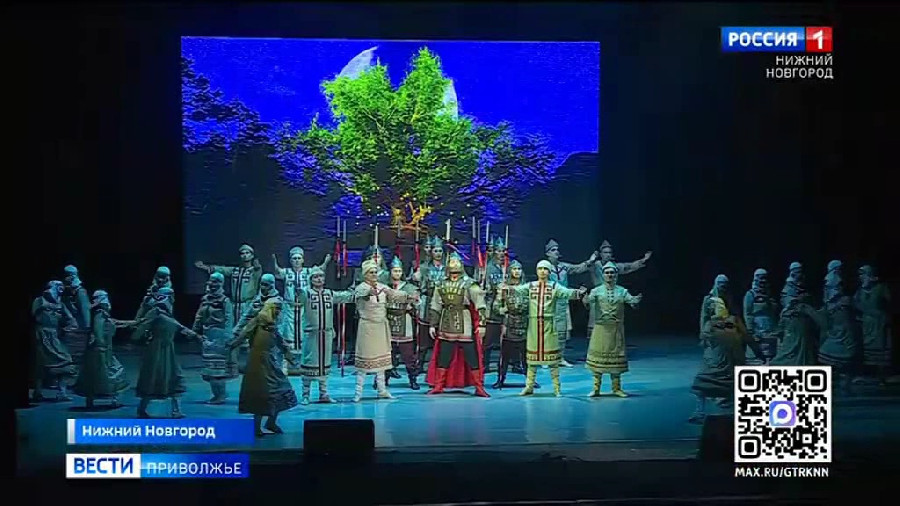 РОССИЯ 1
НИЖНИЙ
НОВГОРОД
Нижний Новгород
ВЕСТИ ПРИВОЛЖЬЕ
MAX.RU/GTRKNN